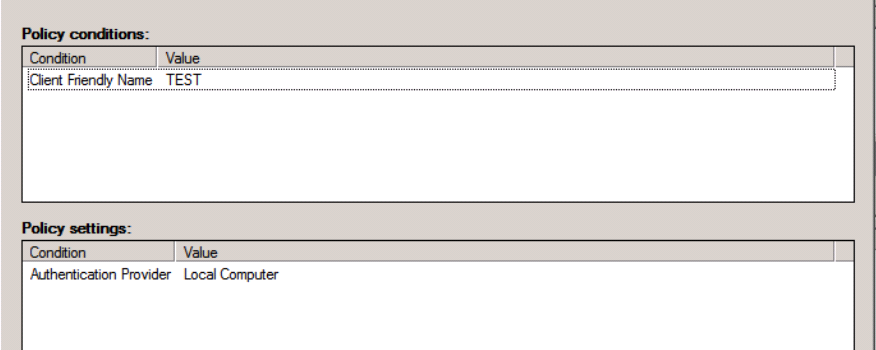 Policy conditions:
Condition Value
Client Friendly Name TEST
Policy settings:
Condition Value
Authentication Provider Local Computer